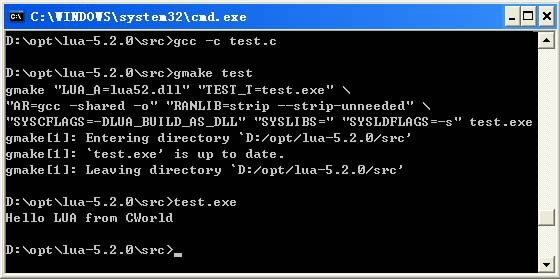 C:\WINDOWS\system32\cmd.exe
D:\opt\lua-5.2.0\src>gcc -c test.c
D:\opt\lua-5.2.0\src>gmake test
gmake "LUA_A=lua52.dll" "TEST_T=test.exe" \
"AR=gcc -shared -o" "RANLIB=strip --strip-unneeded" \
"SYSCFLAGS=-DLUA_BUILD_AS_DLL" "SYSLIBS=" "SYSLDFLAGS=-s" test.exe
gmake[1]: Entering directory `D:/opt/lua-5.2.0/src'
gmake[1]: `test.exe' is up to date.
gmake[1]: Leaving directory `D:/opt/lua-5.2.0/src'
D:\opt\lua-5.2.0\src>test.exe
Hello LUA from CWorld
D:\opt\lua-5.2.0\src>_